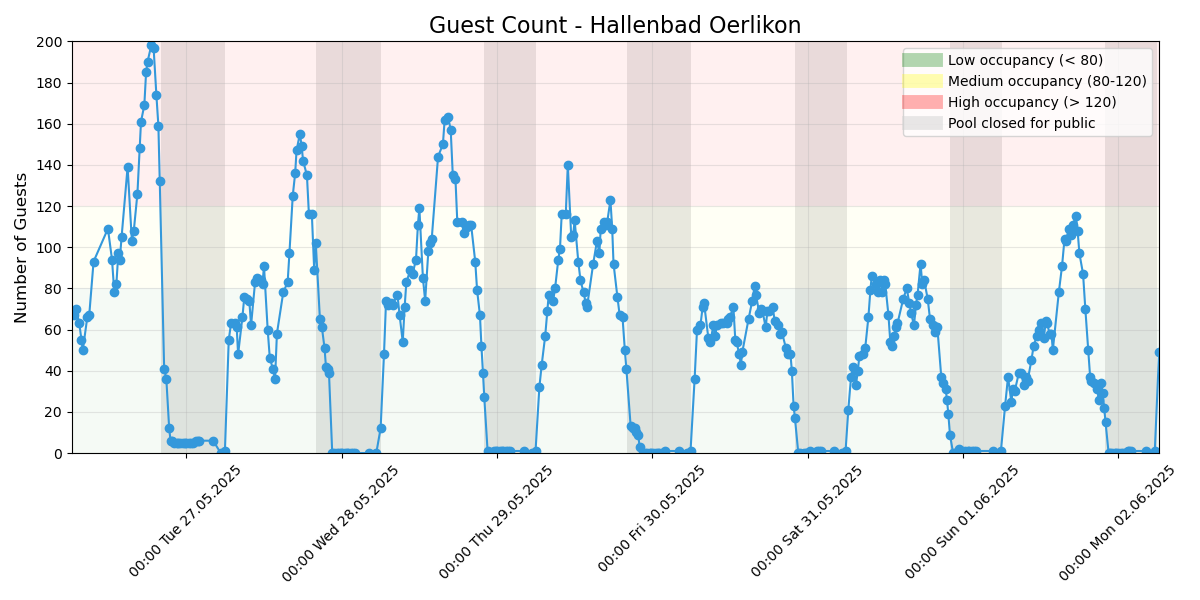 Guest Count - Hallenbad Oerlikon
Number of Guests
200
180
160
140
120
100
80
60
40
20
0
Low occupancy (< 80)
Medium occupancy (80-120)
High occupancy (> 120)
Pool closed for public
00:00 Tue 27.05.2025
00:00 Wed 28.05.2025
00:00 Thu 29.05.2025
00:00 Fri 30.05.2025
00:00 Sat 31.05.2025
00:00 Sun 01.06.2025
00:00 Mon 02.06.2025